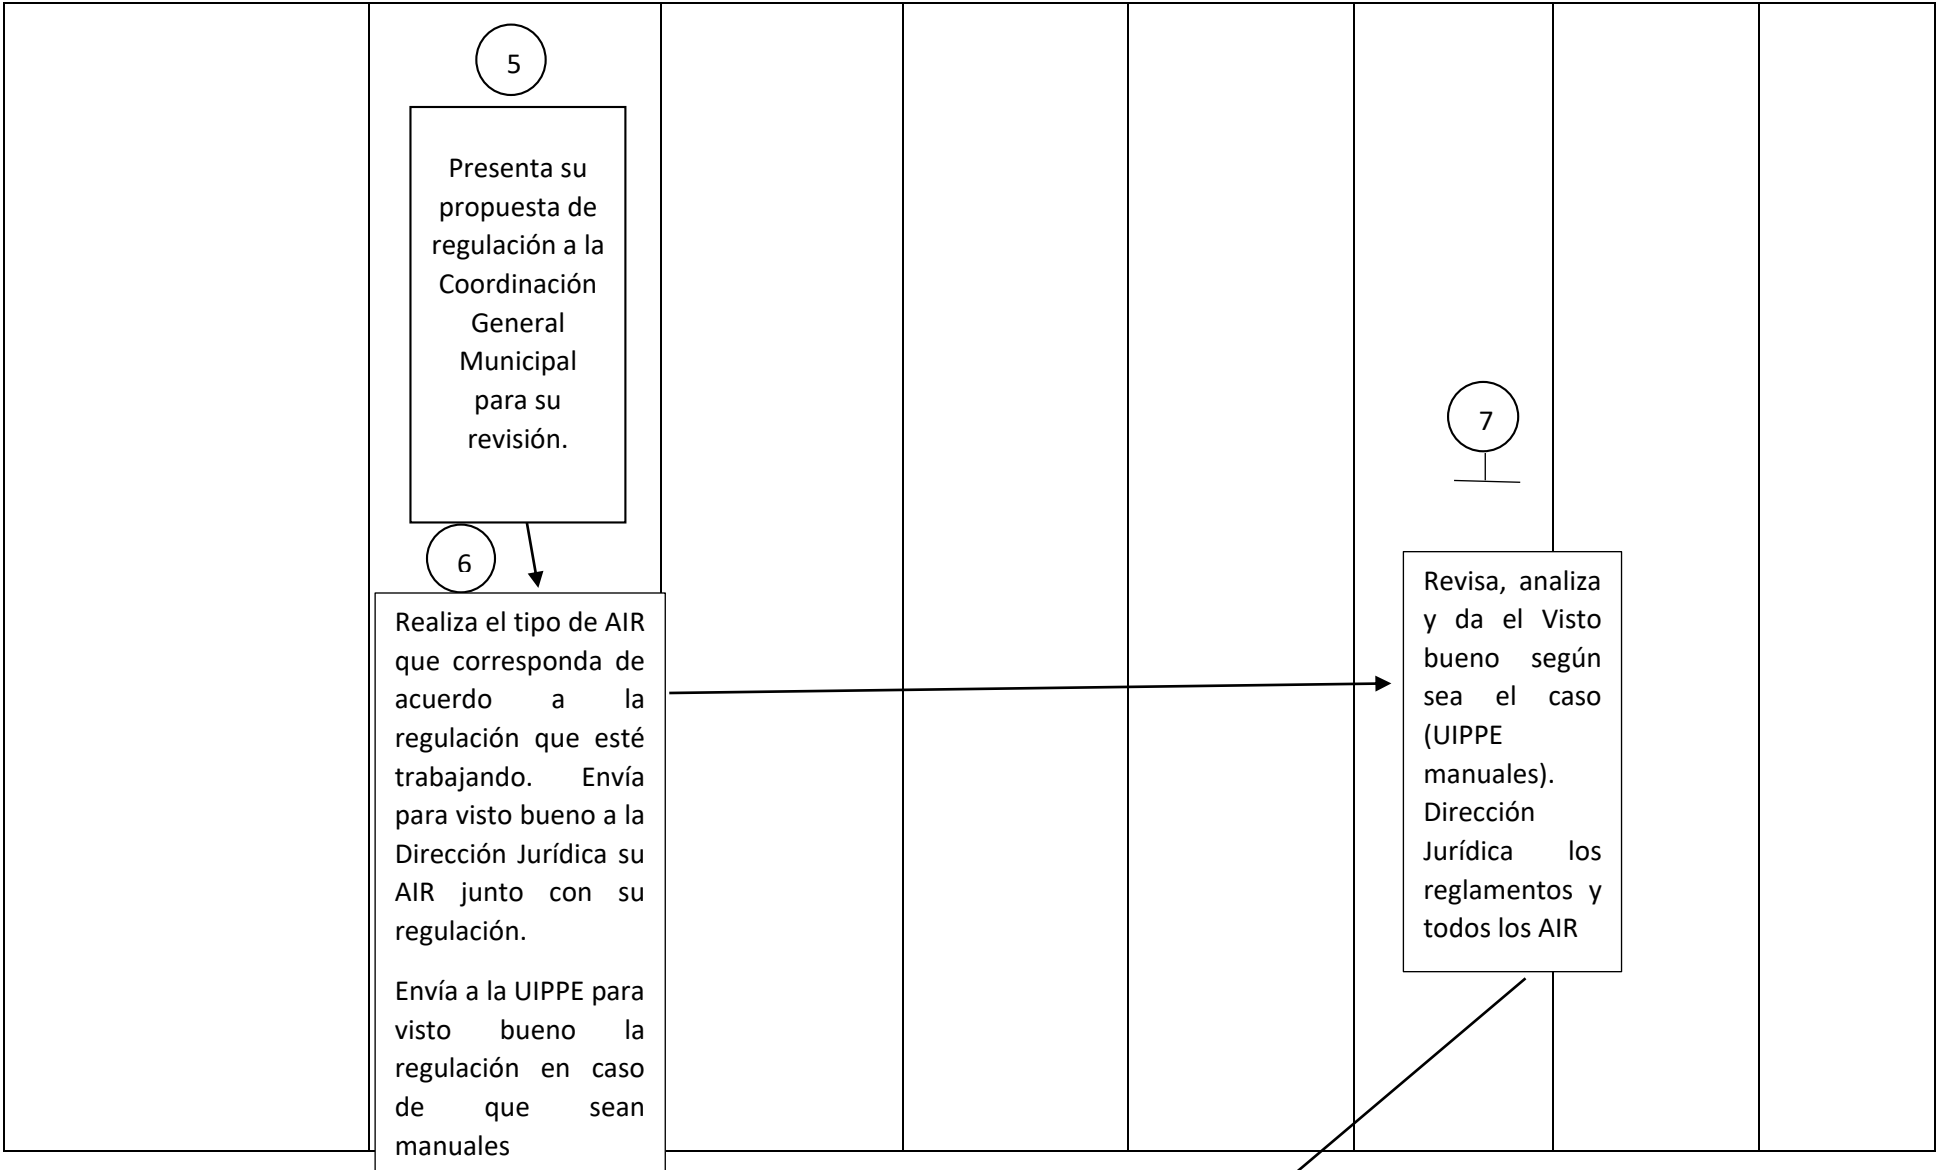 5
Presenta su
propuesta de
regulación a la
Coordinación
General
Municipal
para su
revisión.
6
Realiza el tipo de AIR
que corresponda de
acuerdo a la
regulación que esté
trabajando. Envía
para visto bueno a la
Dirección Jurídica su
AIR junto con su
regulación.
Envía a la UIPPE para
visto bueno la
regulación en caso
de que sean
manuales
7
Revisa, analiza
y da el Visto
bueno según
sea el caso
(UIPPE
manuales).
Dirección
Jurídica los
reglamentos y
todos los AIR